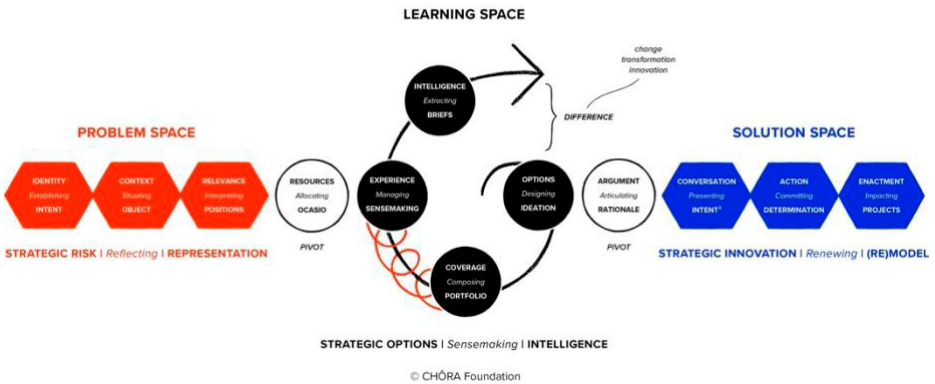 LEARNING SPACE
change
transformation
innovation
INTELLIGENCE
Extracting
BRIEFS
DIFFERENCE
PROBLEM SPACE
SOLUTION SPACE
IDENTITY
Establishing
INTENT
CONTEXT
Situating
OBJECT
RELEVANCE
Interpreting
POSITIONS
RESOURCES
Allocating
OCASIO
PIVOT
EXPERIENCE
Managing
SENSEMAKING
OPTIONS
Designing
IDEATION
ARGUMENT
Articulating
RATIONALE
PIVOT
CONVERSATION
Presenting
ACTION
Committing
DETERMINATION
ENACTMENT
Impacting
PROJECTS
STRATEGIC RISK | Reflecting | REPRESENTATION
STRATEGIC INNOVATION | Renewing | (RE)MODEL
COVERAGE
Composing
PORTFOLIO
STRATEGIC OPTIONS | Sensemaking | INTELLIGENCE
© CHÔRA Foundation